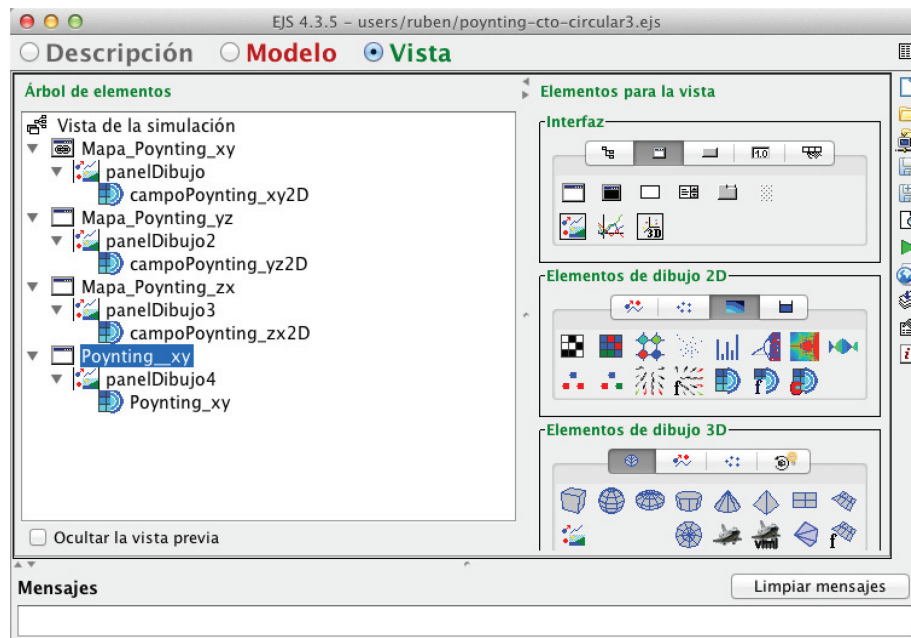 EJS 4.3.5 – users/ruben/poynting-cto-circular3.ejs
Descripción Modelo Vista
Árbol de elementos
Vista de la simulación
Mapa_Poynting_xy
panelDibujo
campoPoynting_xy2D
Mapa_Poynting_yz
panelDibujo2
campoPoynting_yz2D
Mapa_Poynting_zx
panelDibujo3
campoPoynting_zx2D
Poynting__xy
panelDibujo4
Poynting_xy
Ocultar la vista previa
Elementos para la vista
Interfaz
1.0
3D
Elementos de dibujo 2D
f
f
Elementos de dibujo 3D
vrml
f
Mensajes
Limpiar mensajes